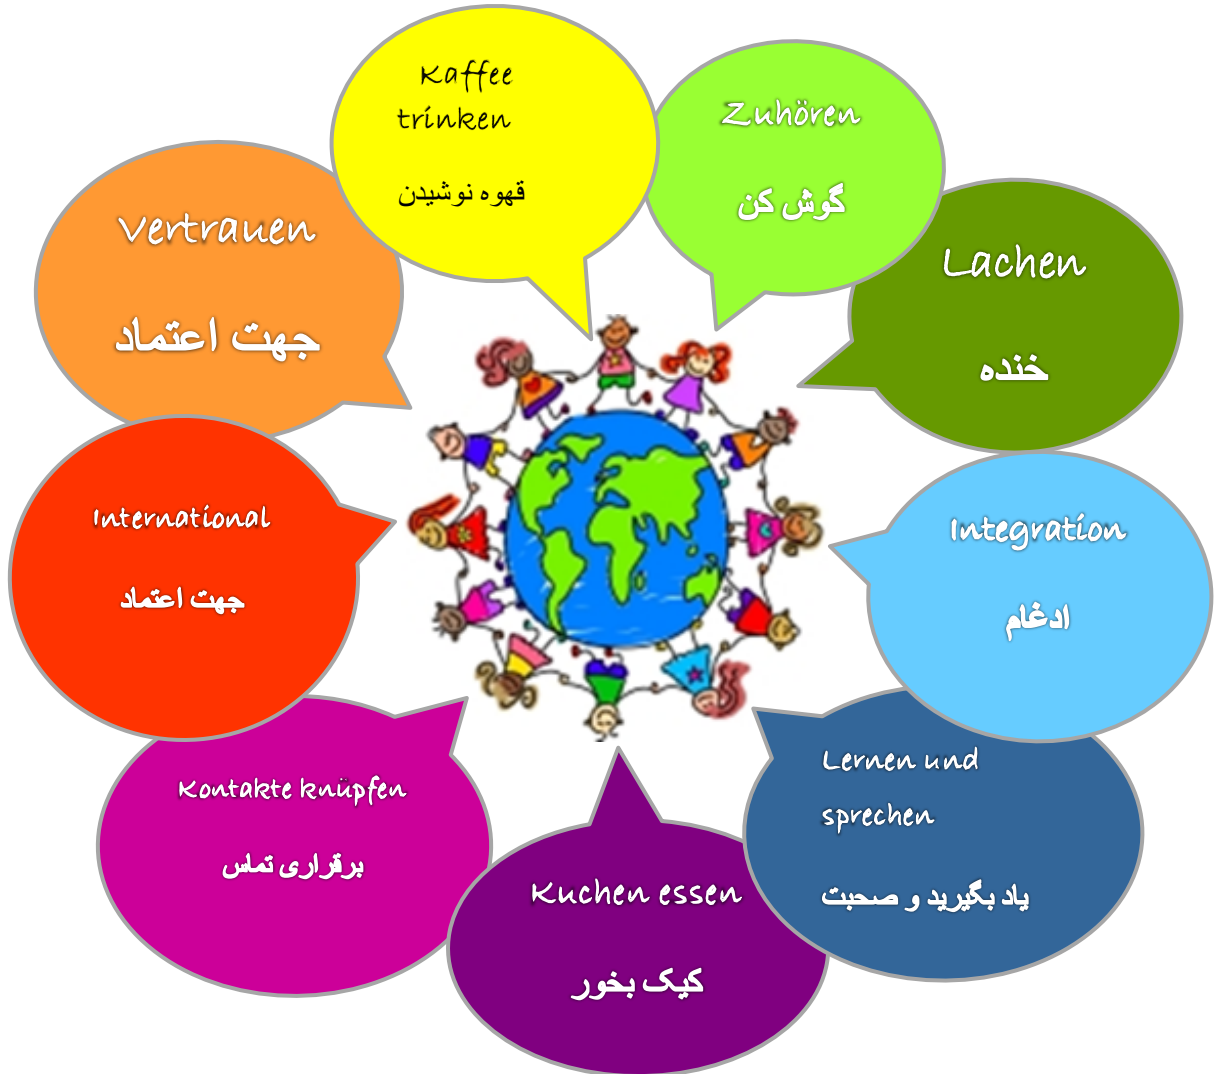 Kaffee
trinken
قهوه نوشیدن
Zuhören
گوش کن
Lachen
خنده
Integration
ادغام
Lernen und
sprechen
یاد بگیرید و صحبت
Kuchen essen
کیک بخور
Kontakte knüpfen
برقراری تماس
International
جهت اعتماد
Vertrauen
جهت اعتماد